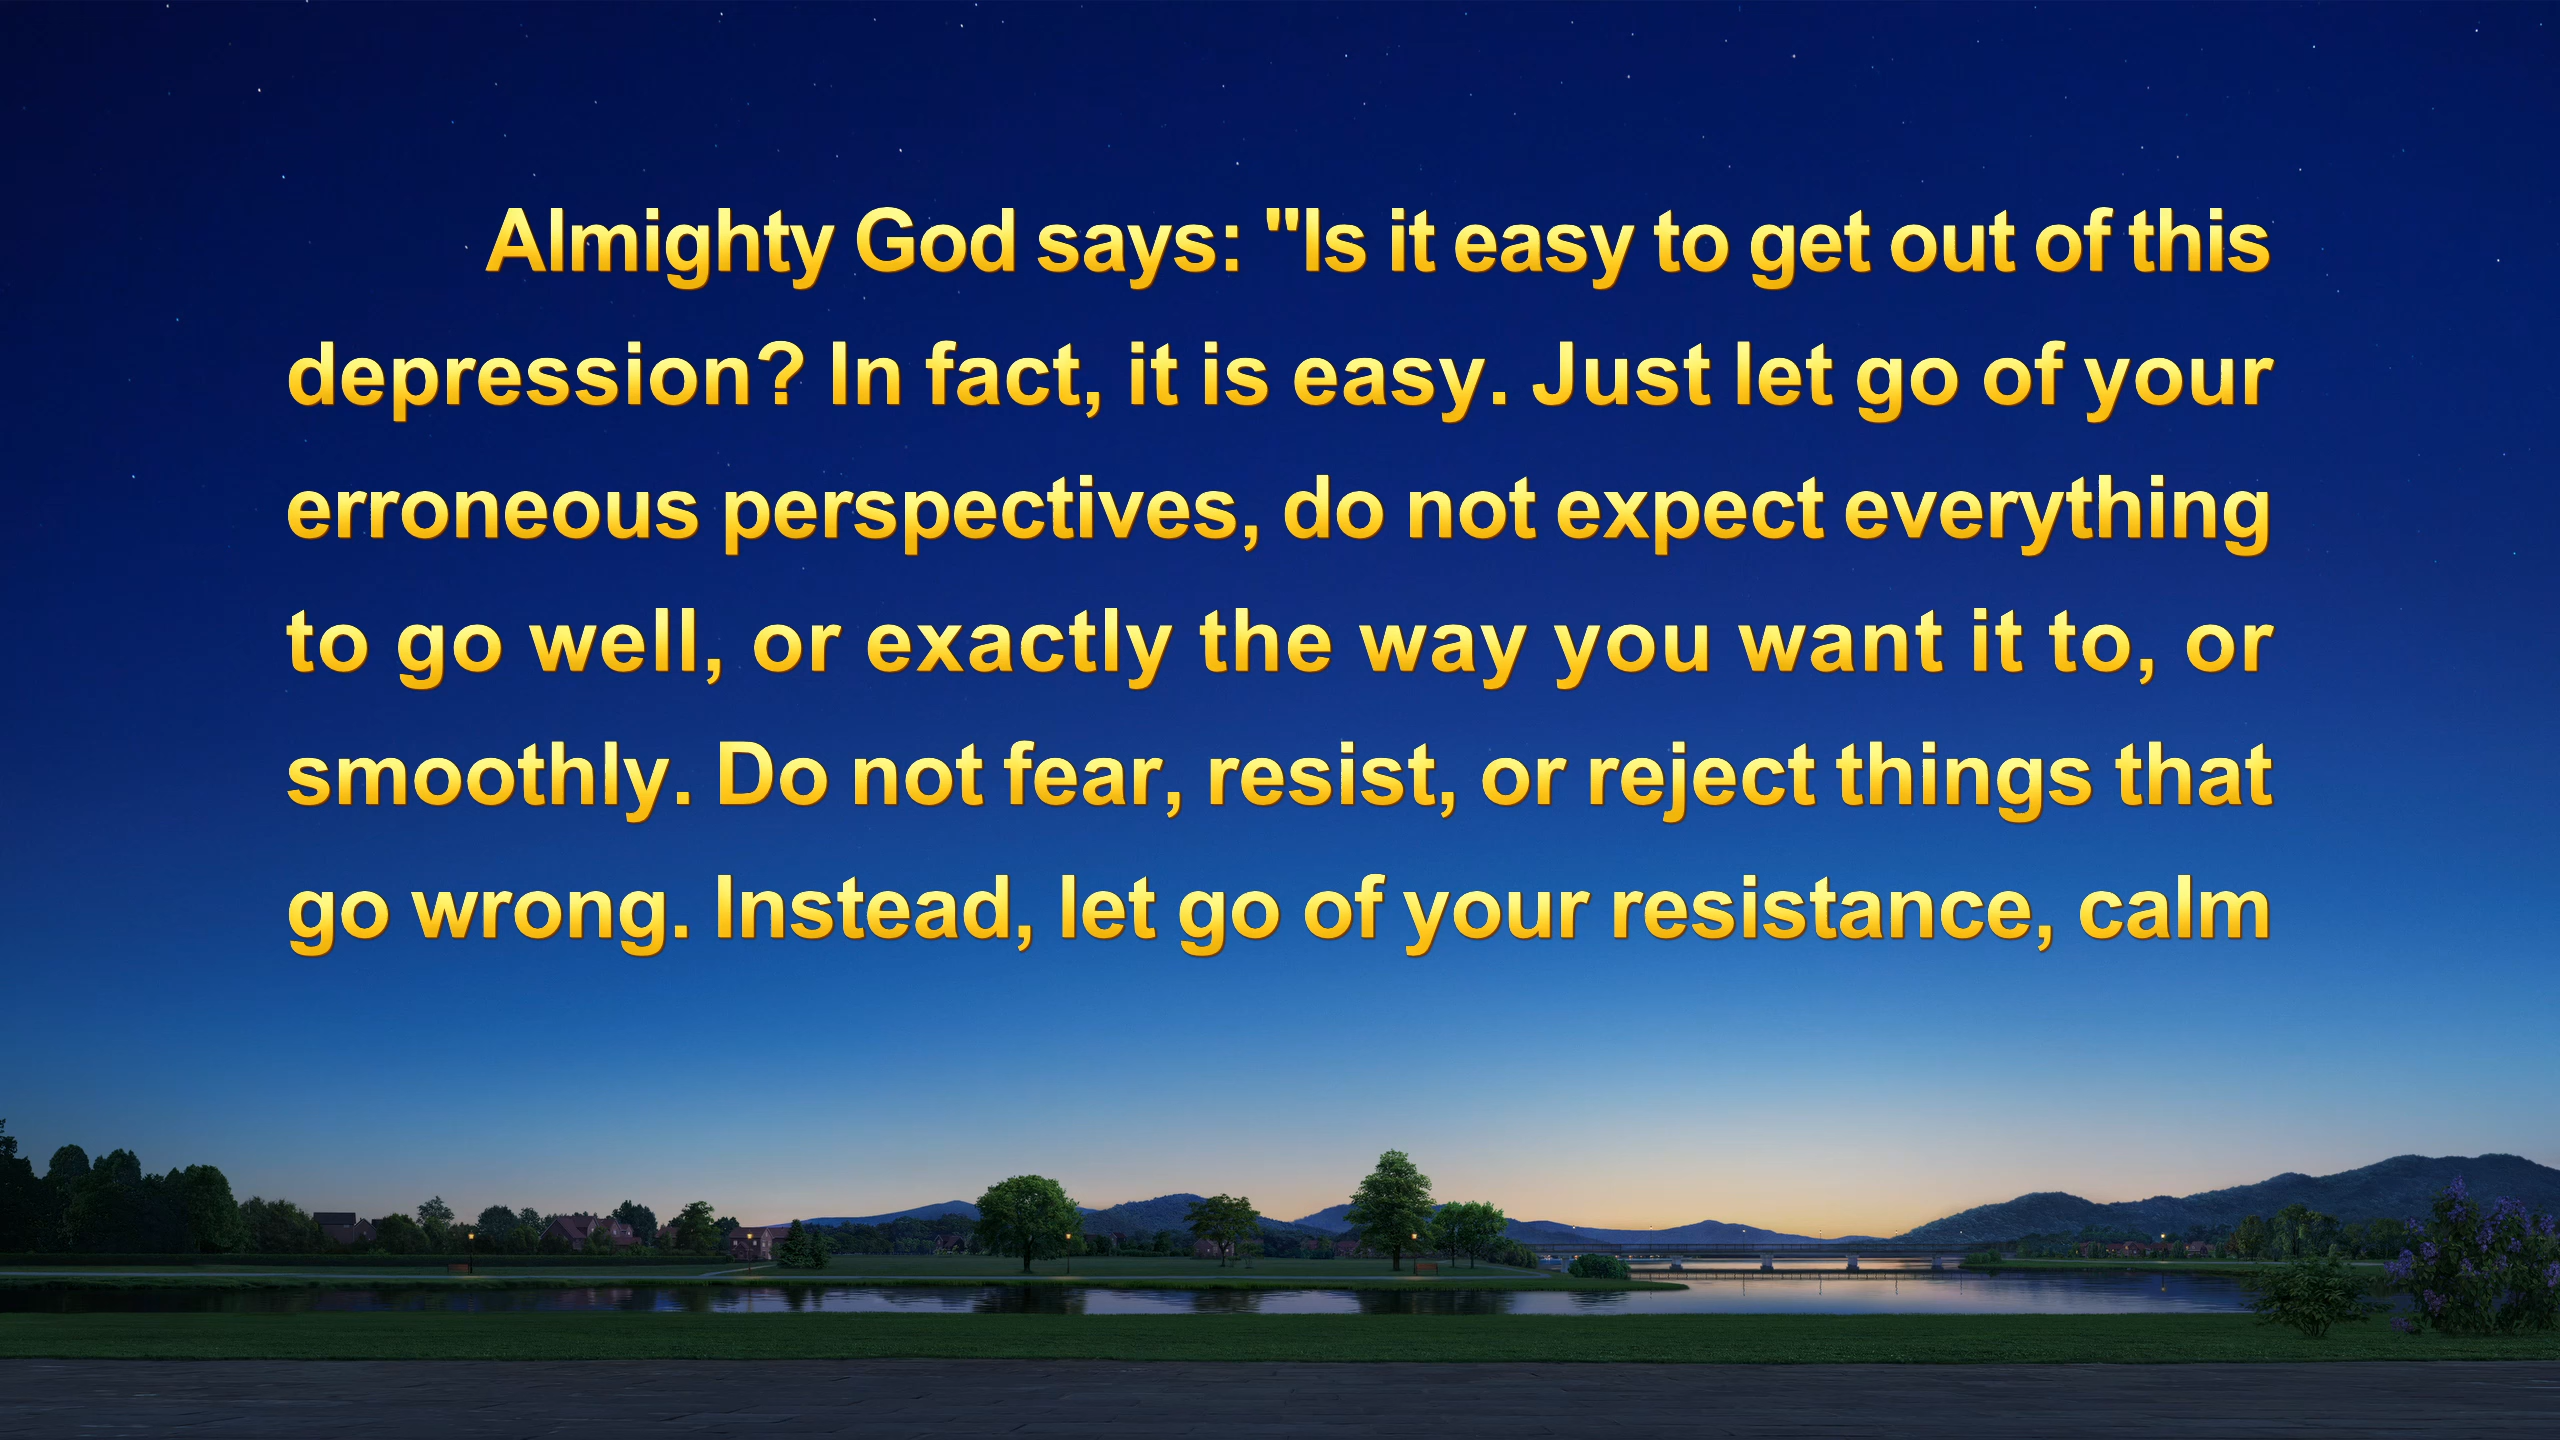 Almighty God says: "Is it easy to get out of this
depression? In fact, it is easy. Just let go of your
erroneous perspectives, do not expect everything
to go well, or exactly the way you want it to, or
smoothly. Do not fear, resist, or reject things that
go wrong. Instead, let go of your resistance, calm